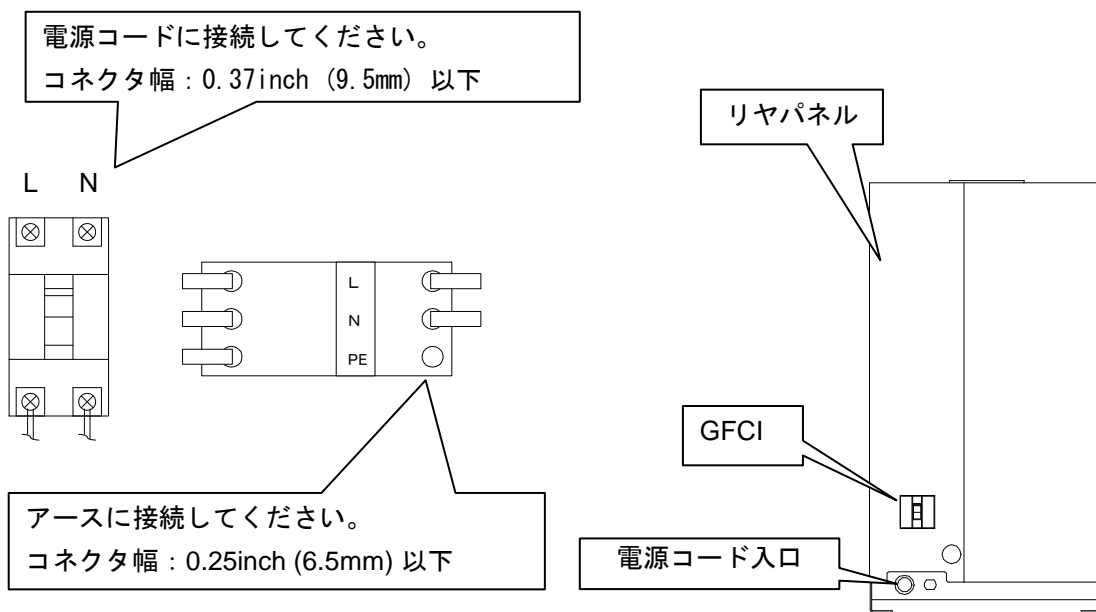 電源コードに接続してください。
コネクタ幅：0.37inch (9.5mm) 以下
リヤパネル
L N
L
N
PE
GFCI
アースに接続してください。
コネクタ幅：0.25inch (6.5mm) 以下
電源コード入口